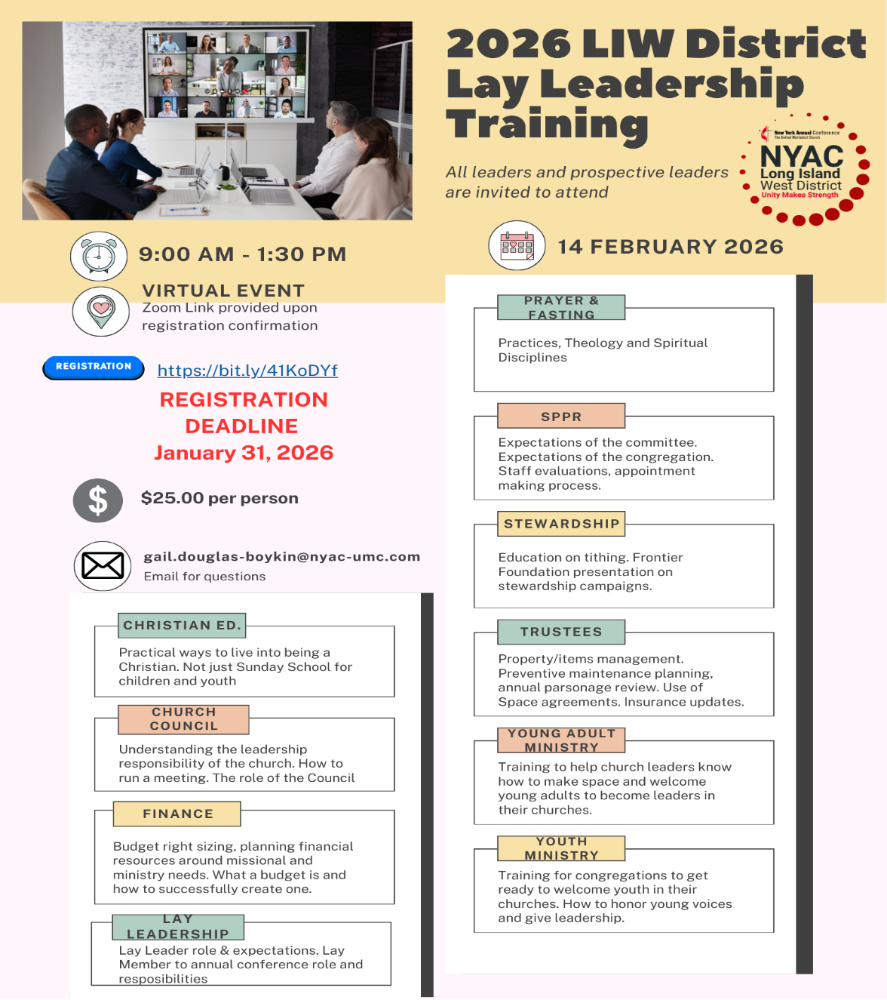 2026 LIW District
Lay Leadership
Training
All leaders and prospective leaders
are invited to attend
New York Annual Conference
The United Methodist Church
NYAC
Long Island
West District
Unity Makes Strength
9:00 AM - 1:30 PM
14 FEBRUARY 2026
VIRTUAL EVENT
Zoom Link provided upon
registration confirmation
REGISTRATION
https://bit.ly/41KoDYf
REGISTRATION
DEADLINE
January 31, 2026
$
$25.00 per person
gail.douglas-boykin@nyac-umc.com
Email for questions
CHRISTIAN ED.
Practical ways to live into being a
Christian. Not just Sunday School for
children and youth
CHURCH
COUNCIL
Understanding the leadership
responsibility of the church. How to
run a meeting. The role of the Council
FINANCE
Budget right sizing, planning financial
resources around missional and
ministry needs. What a budget is and
how to successfully create one.
LAY
LEADERSHIP
Lay Leader role & expectations. Lay
Member to annual conference role and
resposibilities
PRAYER &
FASTING
Practices, Theology and Spiritual
Disciplines
SPPR
Expectations of the committee.
Expectations of the congregation.
Staff evaluations, appointment
making process.
STEWARDSHIP
Education on tithing. Frontier
Foundation presentation on
stewardship campaigns.
TRUSTEES
Property/items management.
Preventive maintenance planning,
annual parsonage review. Use of
Space agreements. Insurance updates.
YOUNG ADULT
MINISTRY
Training to help church leaders know
how to make space and welcome
young adults to become leaders in
their churches.
YOUTH
MINISTRY
Training for congregations to get
ready to welcome youth in their
churches. How to honor young voices
and give leadership.